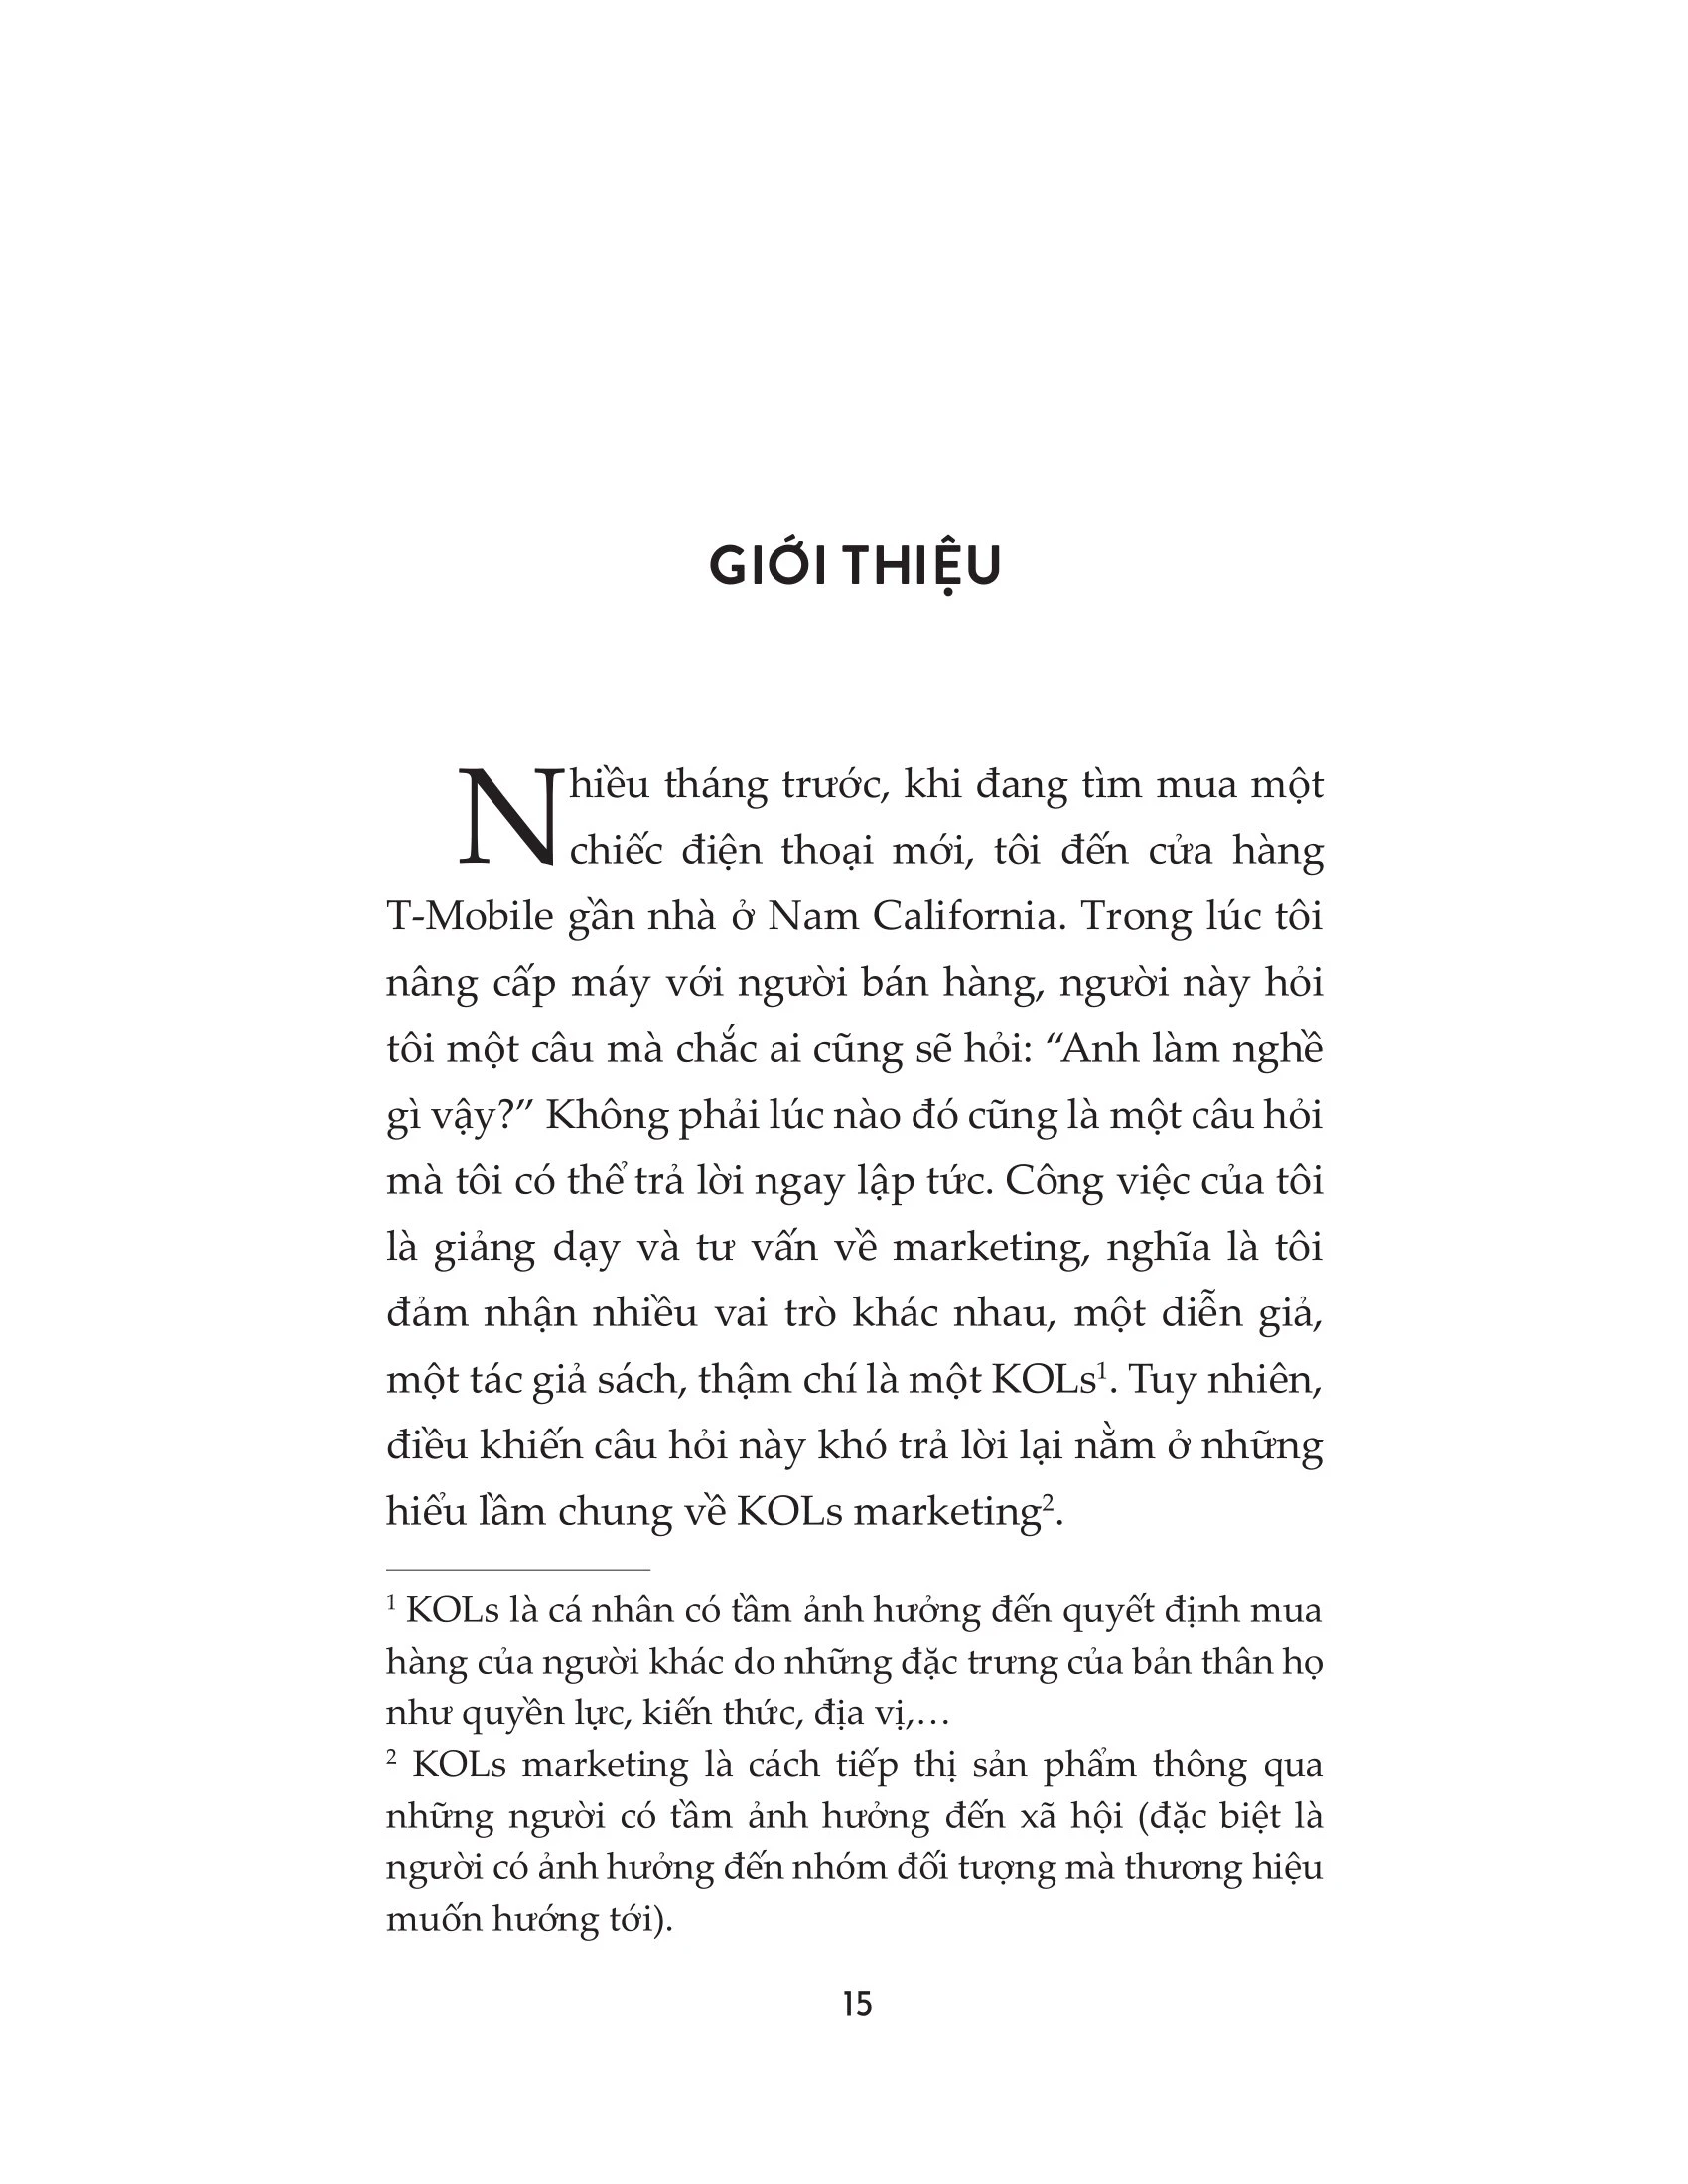 GIỚI THIỆU
Nhiều tháng trước, khi đang tìm mua một
chiếc điện thoại mới, tôi đến cửa hàng
T-Mobile gần nhà ở Nam California. Trong lúc tôi
nâng cấp máy với người bán hàng, người này hỏi
tôi một câu mà chắc ai cũng sẽ hỏi: “Anh làm nghề
gì vậy?” Không phải lúc nào đó cũng là một câu hỏi
mà tôi có thể trả lời ngay lập tức. Công việc của tôi
là giảng dạy và tư vấn về marketing, nghĩa là tôi
đảm nhận nhiều vai trò khác nhau, một diễn giả,
một tác giả sách, thậm chí là một KOLs¹. Tuy nhiên,
điều khiến câu hỏi này khó trả lời lại nằm ở những
hiểu lầm chung về KOLs marketing².
¹ KOLs là cá nhân có tầm ảnh hưởng đến quyết định mua
hàng của người khác do những đặc trưng của bản thân họ
như quyền lực, kiến thức, địa vị,…
² KOLs marketing là cách tiếp thị sản phẩm thông qua
những người có tầm ảnh hưởng đến xã hội (đặc biệt là
người có ảnh hưởng đến nhóm đối tượng mà thương hiệu
muốn hướng tới).
15